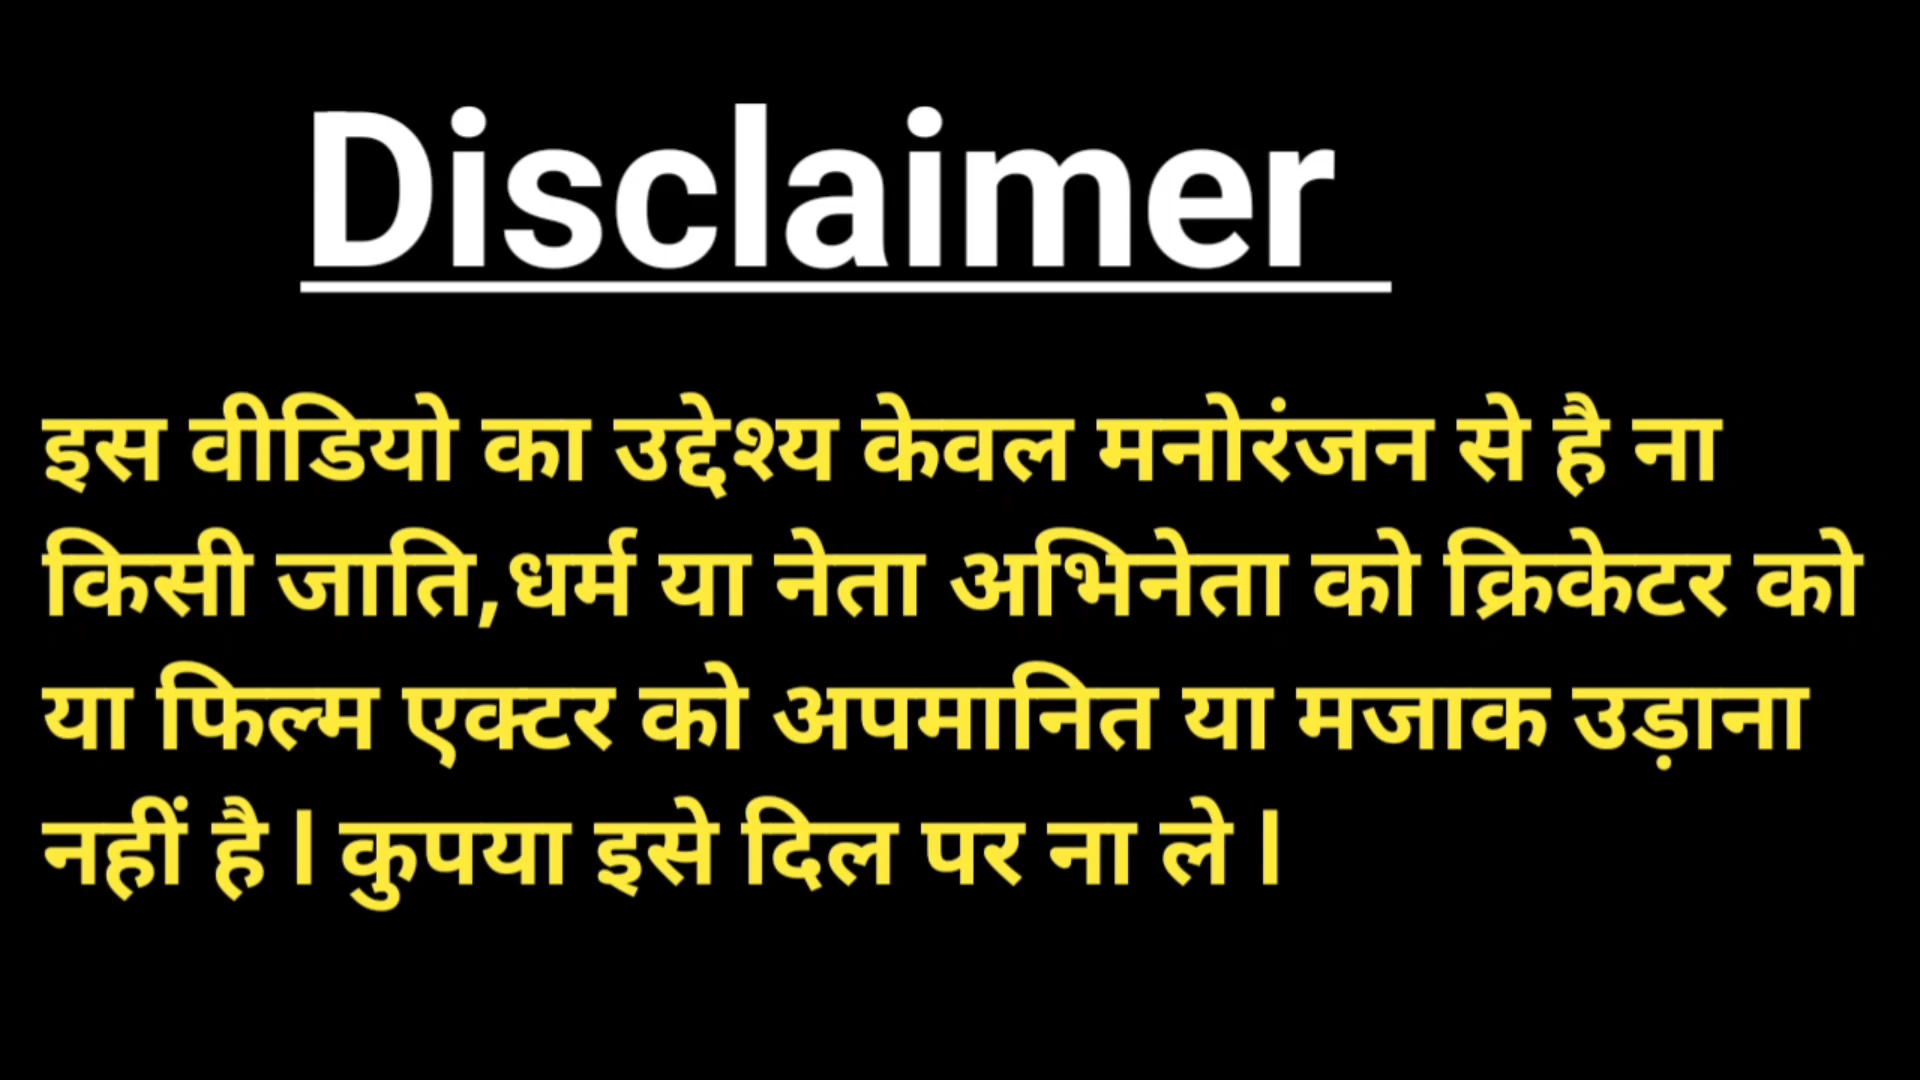 Disclaimer
इस वीडियो का उद्देश्य केवल मनोरंजन से है ना
किसी जाति,धर्म या नेता अभिनेता को क्रिकेटर को
या फिल्म एक्टर को अपमानित या मजाक उड़ाना
नहीं है l कुपया इसे दिल पर ना ले l